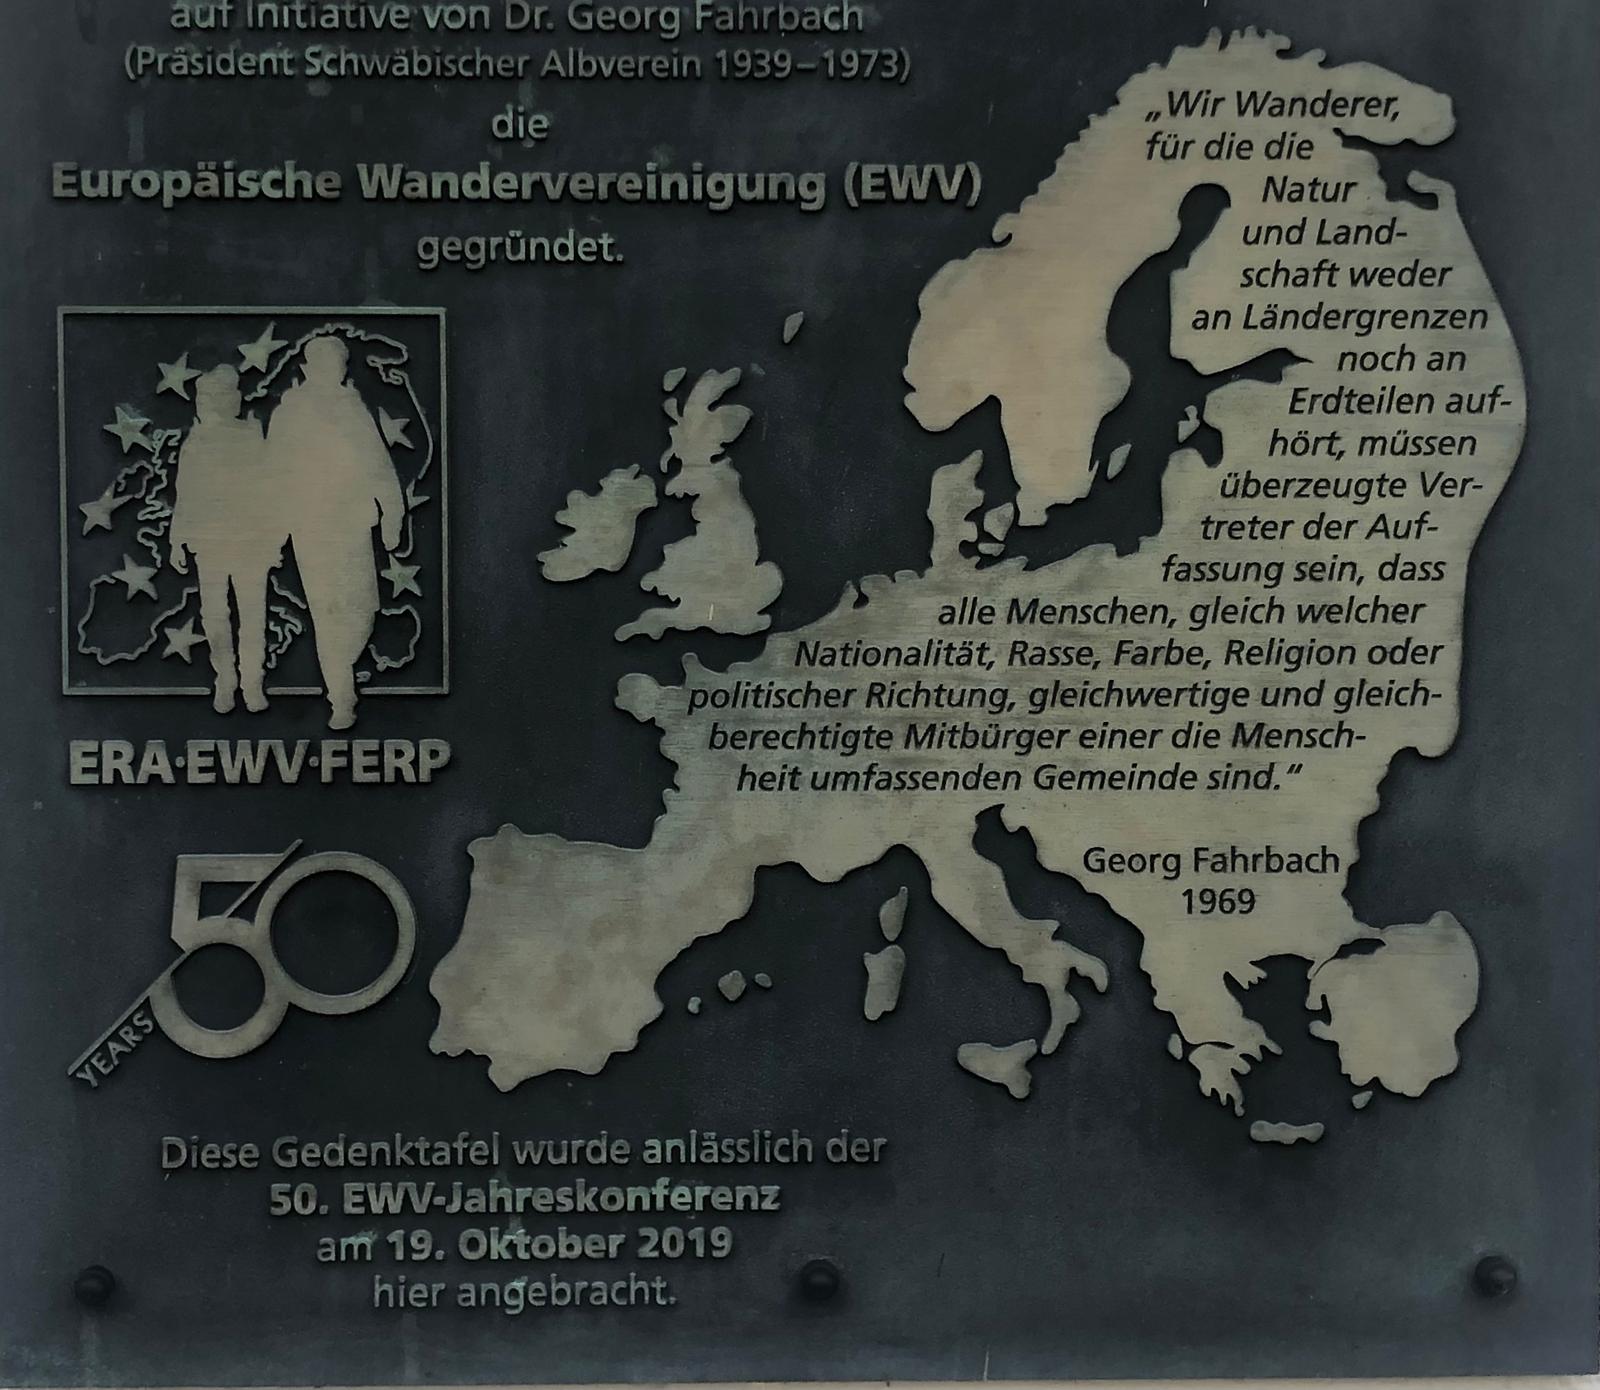 auf Initiative von Dr. Georg Fahrbach
(Präsident Schwäbischer Albverein 1939–1973)
die
Europäische Wandervereinigung (EWV)
gegründet.
„Wir Wanderer,
für die die
Natur
und Land-
schaft weder
an Ländergrenzen
noch an
Erdteilen auf-
hört, müssen
überzeugte Ver-
treter der Auf-
fassung sein, dass
alle Menschen, gleich welcher
Nationalität, Rasse, Farbe, Religion oder
politischer Richtung, gleichwertige und gleich-
berechtigte Mitbürger einer die Mensch-
heit umfassenden Gemeinde sind.“
Georg Fahrbach
1969
ERA·EWV·FERP
50
YEARS
Diese Gedenktafel wurde anlässlich der
50. EWV-Jahreskonferenz
am 19. Oktober 2019
hier angebracht.